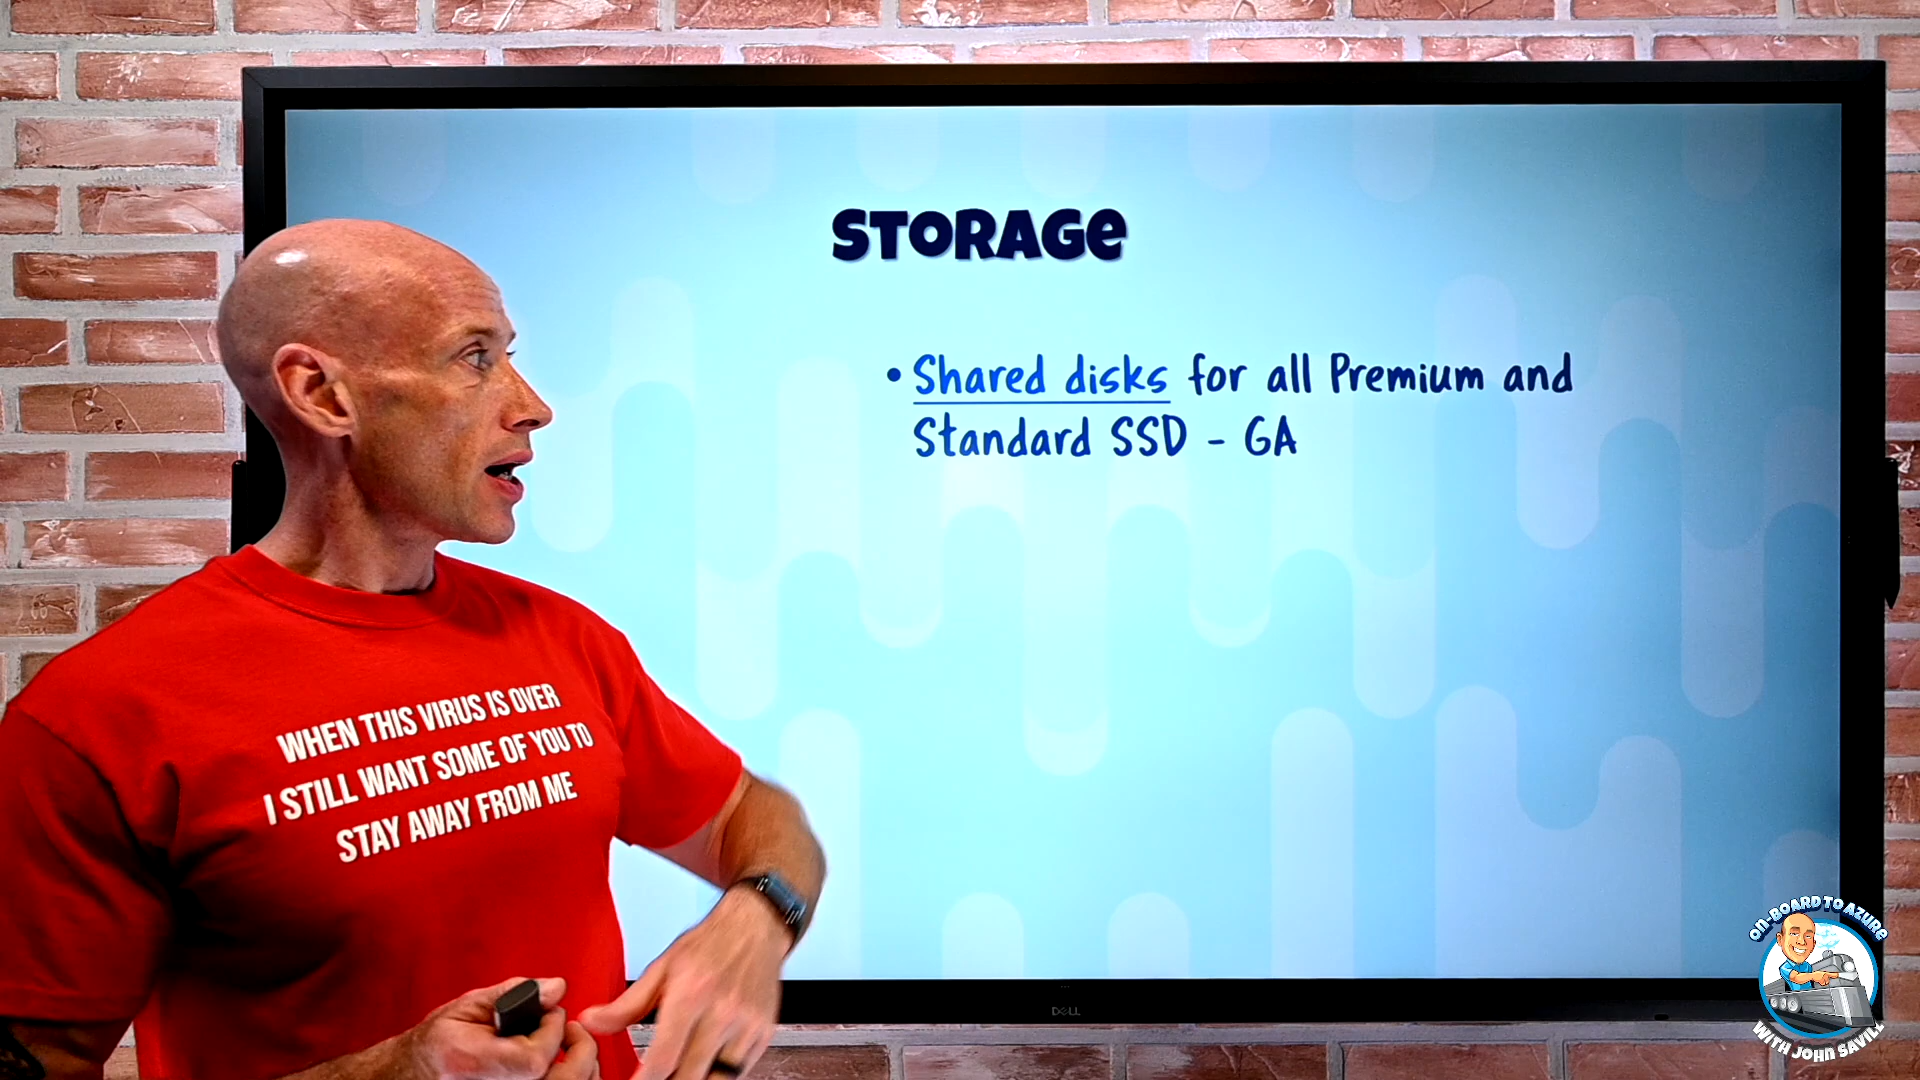 STORAGE
• Shared disks for all Premium and
Standard SSD - GA
WHEN THIS VIRUS IS OVER
I STILL WANT SOME OF YOU TO
STAY AWAY FROM ME
DELL
ON-BOARD TO AZURE
WITH JOHN SAVILL